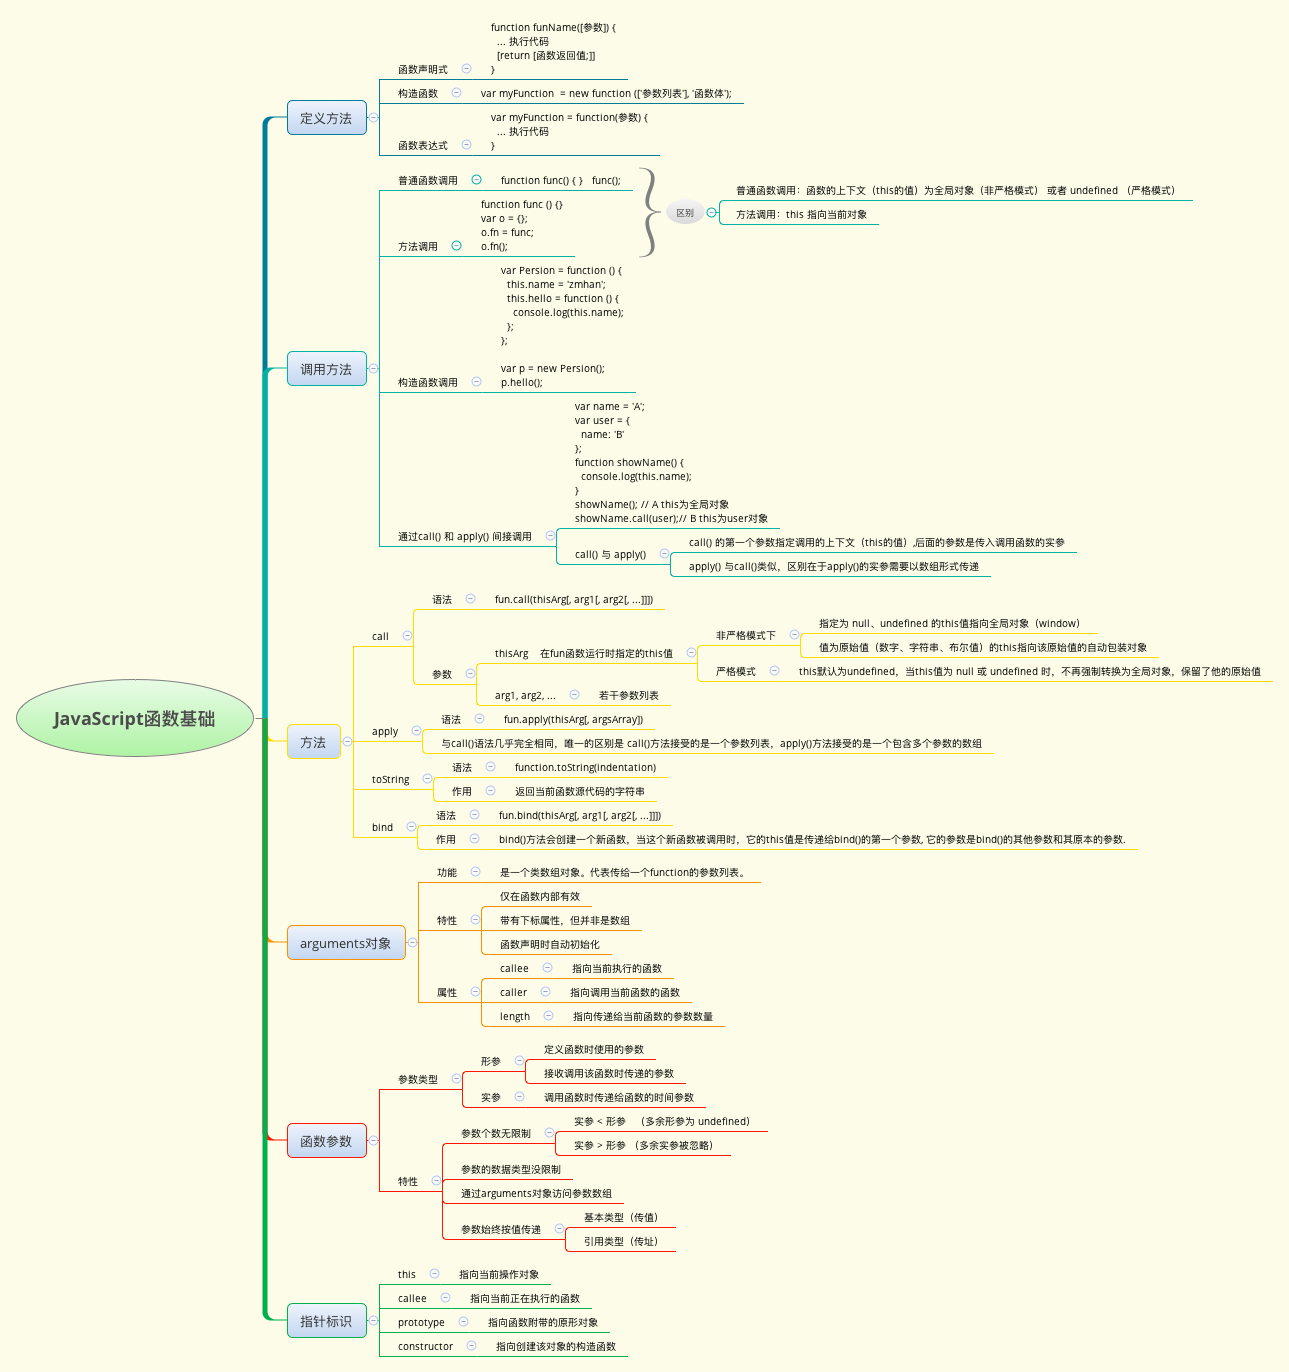 JavaScript函数基础
定义方法
函数声明式
function funName([参数]) {
... 执行代码
[return [函数返回值;]]
}
构造函数
var myFunction  = new function (['参数列表'], '函数体');
函数表达式
var myFunction = function(参数) {
... 执行代码
}
调用方法
普通函数调用
function func() { }   func();
方法调用
function func () {}
var o = {};
o.fn = func;
o.fn();
区别
普通函数调用：函数的上下文（this的值）为全局对象（非严格模式） 或者 undefined （严格模式）
方法调用：this 指向当前对象
构造函数调用
var Persion = function () {
this.name = 'zmhan';
this.hello = function () {
console.log(this.name);
};
};
var p = new Persion();
p.hello();
通过call() 和 apply() 间接调用
var name = 'A';
var user = {
name: 'B'
};
function showName() {
console.log(this.name);
}
showName(); // A this为全局对象
showName.call(user);// B this为user对象
call() 与 apply()
call() 的第一个参数指定调用的上下文（this的值）,后面的参数是传入调用函数的实参
apply() 与call()类似，区别在于apply()的实参需要以数组形式传递
方法
call
语法
fun.call(thisArg[, arg1[, arg2[, ...]]])
参数
thisArg    在fun函数运行时指定的this值
非严格模式下
指定为 null、undefined 的this值指向全局对象（window）
值为原始值（数字、字符串、布尔值）的this指向该原始值的自动包装对象
严格模式
this默认为undefined，当this值为 null 或 undefined 时，不再强制转换为全局对象，保留了他的原始值
arg1, arg2, ...
若干参数列表
apply
语法
fun.apply(thisArg[, argsArray])
与call()语法几乎完全相同，唯一的区别是 call()方法接受的是一个参数列表，apply()方法接受的是一个包含多个参数的数组
toString
语法
function.toString(indentation)
作用
返回当前函数源代码的字符串
bind
语法
fun.bind(thisArg[, arg1[, arg2[, ...]]])
作用
bind()方法会创建一个新函数，当这个新函数被调用时，它的this值是传递给bind()的第一个参数, 它的参数是bind()的其他参数和其原本的参数.
arguments对象
功能
是一个类数组对象。代表传给一个function的参数列表。
特性
仅在函数内部有效
带有下标属性，但并非是数组
函数声明时自动初始化
属性
callee
指向当前执行的函数
caller
指向调用当前函数的函数
length
指向传递给当前函数的参数数量
函数参数
参数类型
形参
定义函数时使用的参数
接收调用该函数时传递的参数
实参
调用函数时传递给函数的时间参数
特性
参数个数无限制
实参 < 形参   （多余形参为 undefined）
实参 > 形参 （多余实参被忽略）
参数的数据类型没限制
通过arguments对象访问参数数组
参数始终按值传递
基本类型（传值）
引用类型（传址）
指针标识
this
指向当前操作对象
callee
指向当前正在执行的函数
prototype
指向函数附带的原形对象
constructor
指向创建该对象的构造函数